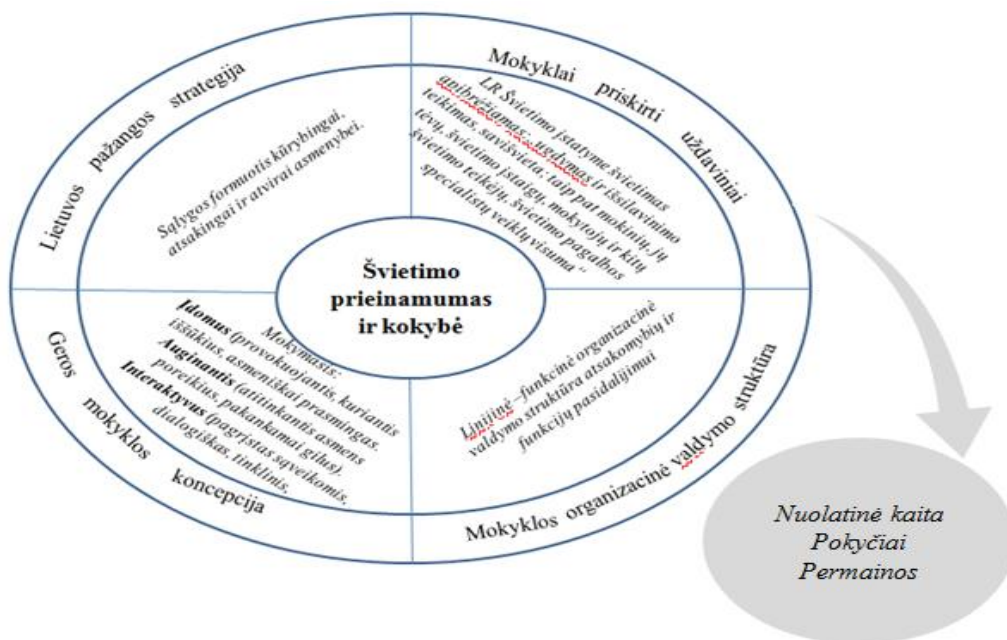 Lietuvos pažangos strategija
Sąlygos formuotis kūrybingai,
atsakingai ir atvirai asmenybei.
Mokyklai priskirti uždaviniai
LR Švietimo įstatyme švietimas
apibrėžiamas: „ugdymas ir išsilavinimo
teikimas, savišvieta; taip pat mokinių, jų
tėvų, švietimo įstaigų, mokytojų ir kitų
švietimo teikėjų, švietimo pagalbos
specialistų veiklų visuma“
Švietimo
prieinamumas
ir kokybė
Geros mokyklos koncepcija
Mokymasis:
Įdomus (provokuojantis, kuriantis
iššūkius, asmeniškai prasmingas.
Auginantis (atitinkantis asmens
poreikius, pakankamai gilus).
Interaktyvus (pagrįstas sąveikomis,
dialogiškas, tinklinis,
Linijinė –funkcinė organizacinė
valdymo struktūra atsakomybių ir
funkcijų pasidalijimui
Mokyklos organizacinė valdymo struktūra
Nuolatinė kaita
Pokyčiai
Permainos